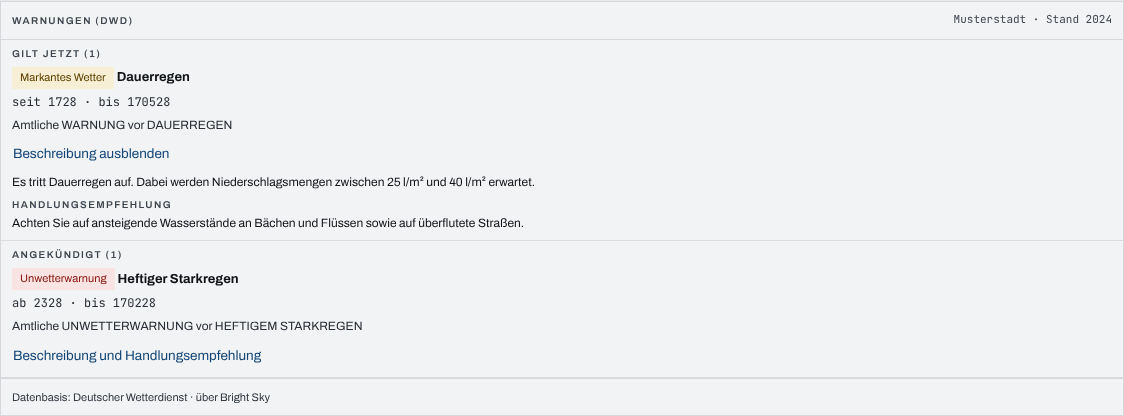 WARNUNGEN (DWD)
Musterstadt · Stand 2024
GILT JETZT (1)
Markantes Wetter Dauerregen
seit 1728 · bis 170528
Amtliche WARNUNG vor DAUERREGEN
Beschreibung ausblenden
Es tritt Dauerregen auf. Dabei werden Niederschlagsmengen zwischen 25 l/m² und 40 l/m² erwartet.
HANDLUNGSEMPFEHLUNG
Achten Sie auf ansteigende Wasserstände an Bächen und Flüssen sowie auf überflutete Straßen.
ANGEKÜNDIGT (1)
Unwetterwarnung Heftiger Starkregen
ab 2328 · bis 170228
Amtliche UNWETTERWARNUNG vor HEFTIGEM STARKREGEN
Beschreibung und Handlungsempfehlung
Datenbasis: Deutscher Wetterdienst · über Bright Sky